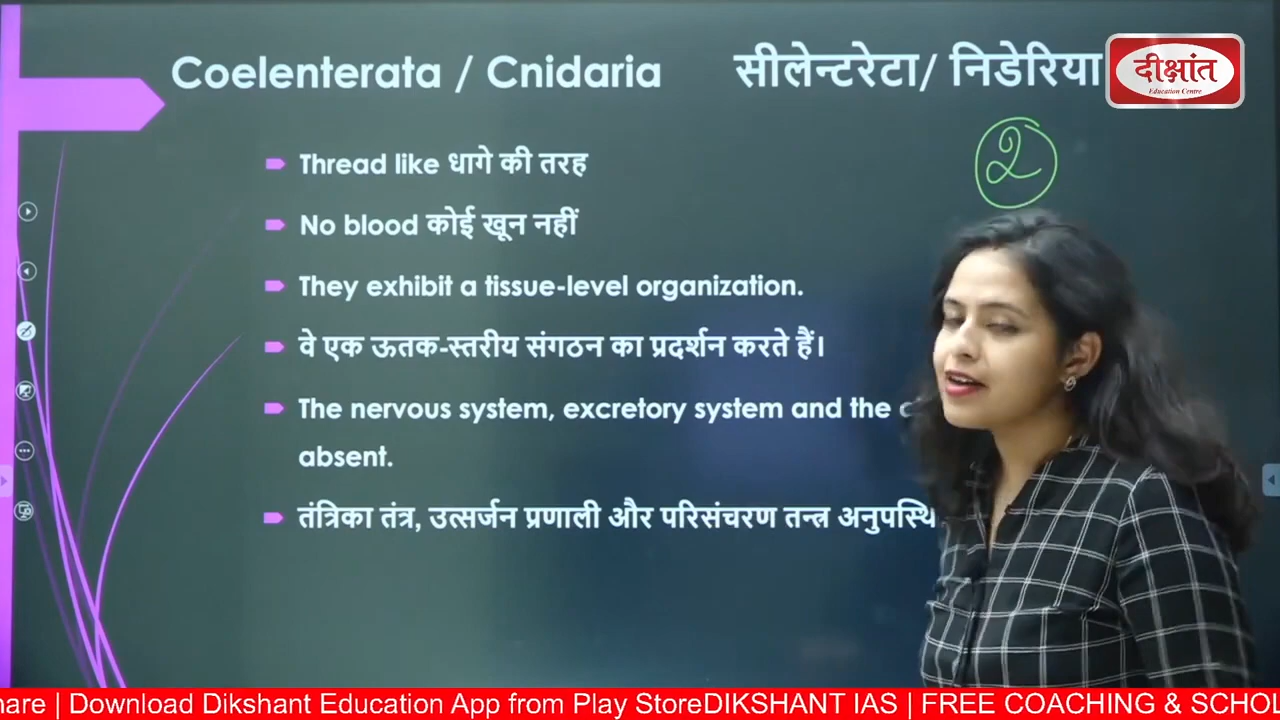 Coelenterata / Cnidaria सीलेन्टरेटा/ निडेरिया
दीक्षांत
Education Centre
2
Thread like धागे की तरह
No blood कोई खून नहीं
They exhibit a tissue-level organization.
वे एक ऊतक-स्तरीय संगठन का प्रदर्शन करते हैं।
The nervous system, excretory system and the
absent.
तंत्रिका तंत्र, उत्सर्जन प्रणाली और परिसंचरण तन्त्र
| Download Dikshant Education App from Play StoreDIKSHANT IAS | FREE COACHING &